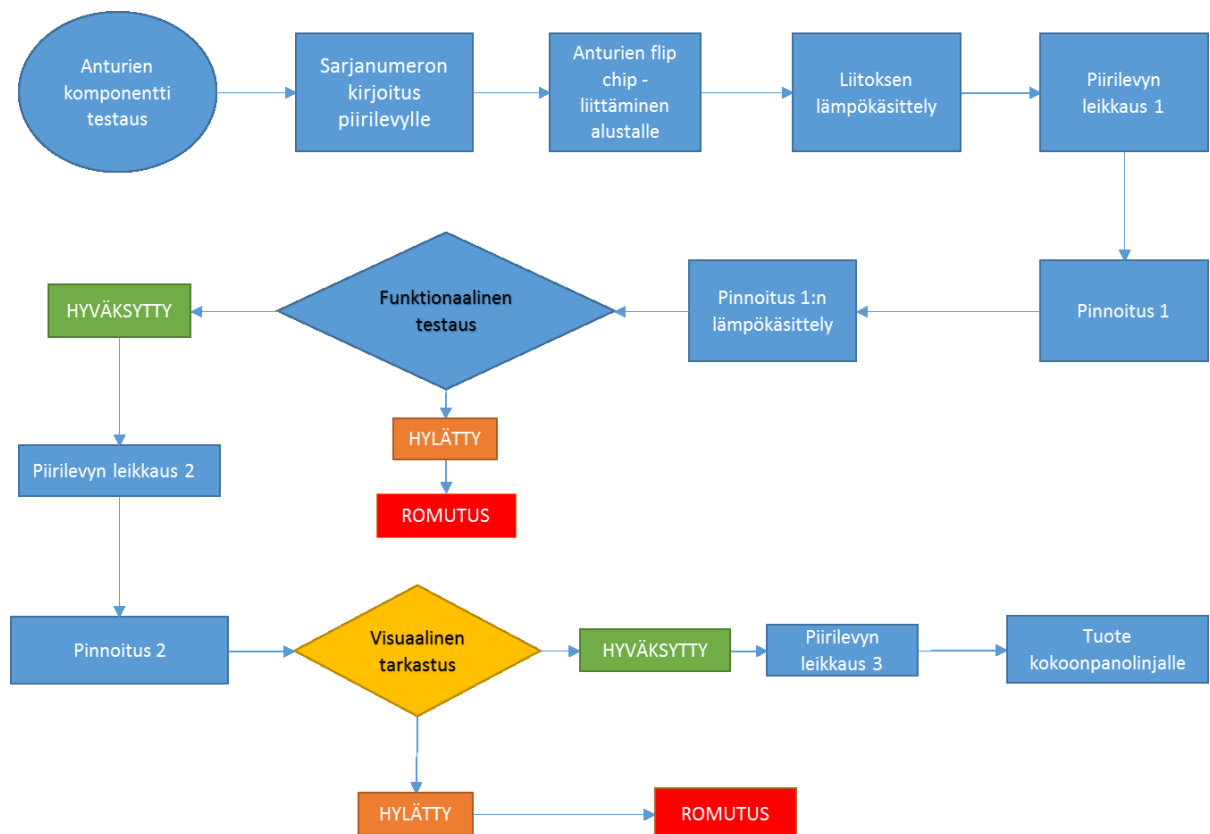 Anturien
komponentti
testaus
Sarjanumeron
kirjoitus
piirilevylle
Anturien flip
chip -
liittäminen
alustalle
Liitoksen
lämpökäsittely
Piirilevyn
leikkaus 1
Pinnoitus 1
Pinnoitus 1:n
lämpökäsittely
Funktionaalinen
testaus
HYVÄKSYTTY
HYLÄTTY
ROMUTUS
Piirilevyn leikkaus 2
Pinnoitus 2
Visuaalinen
tarkastus
HYVÄKSYTTY
Piirilevyn
leikkaus 3
Tuote
kokoonpanolinjalle
HYLÄTTY
ROMUTUS